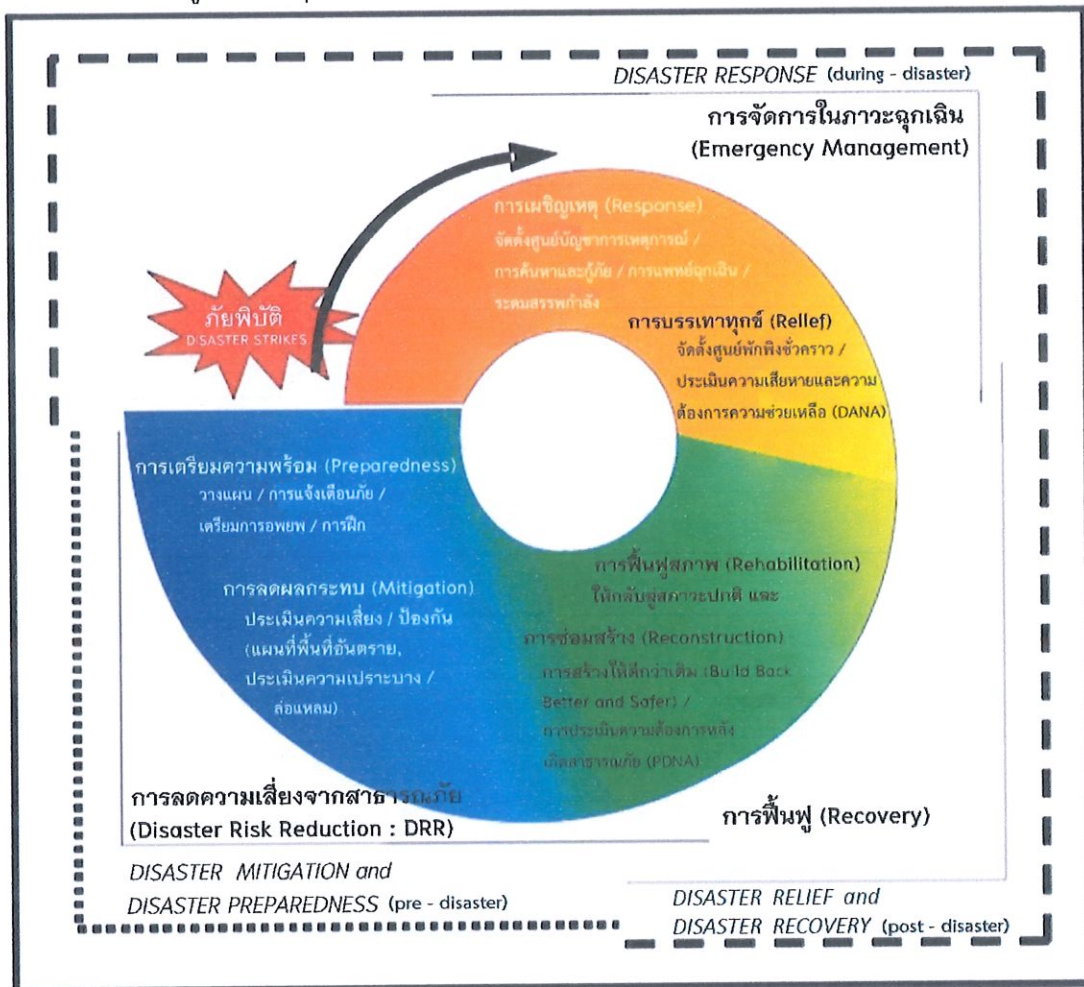 DISASTER RESPONSE (during - disaster)
การจัดการในภาวะฉุกเฉิน
(Emergency Management)
การเผชิญเหตุ (Response)
จัดตั้งศูนย์บัญชาการเหตุการณ์ /
การค้นหาและกู้ภัย / การแพทย์ฉุกเฉิน /
ระดมสรรพกำลัง
ภัยพิบัติ
DISASTER STRIKES
การบรรเทาทุกข์ (Relief)
จัดตั้งศูนย์พักพิงชั่วคราว /
ประเมินความเสียหายและความ
ต้องการความช่วยเหลือ (DANA)
การเตรียมความพร้อม (Preparedness)
วางแผน / การแจ้งเตือนภัย /
เตรียมการอพยพ / การฝึก
การลดผลกระทบ (Mitigation)
ประเมินความเสี่ยง / ป้องกัน
(แผนที่พื้นที่อันตราย,
ประเมินความเปราะบาง /
ล่อแหลม)
การฟื้นฟูสภาพ (Rehabilitation)
ให้กลับสู่สภาวะปกติ และ
การซ่อมสร้าง (Reconstruction)
การสร้างให้ดีกว่าเดิม (Build Back
Better and Safer) /
การประเมินความต้องการหลัง
เกิดสาธารณภัย (PDNA)
การลดความเสี่ยงจากสาธารณภัย
(Disaster Risk Reduction : DRR)
การฟื้นฟู (Recovery)
DISASTER MITIGATION and
DISASTER PREPAREDNESS (pre - disaster)
DISASTER RELIEF and
DISASTER RECOVERY (post - disaster)